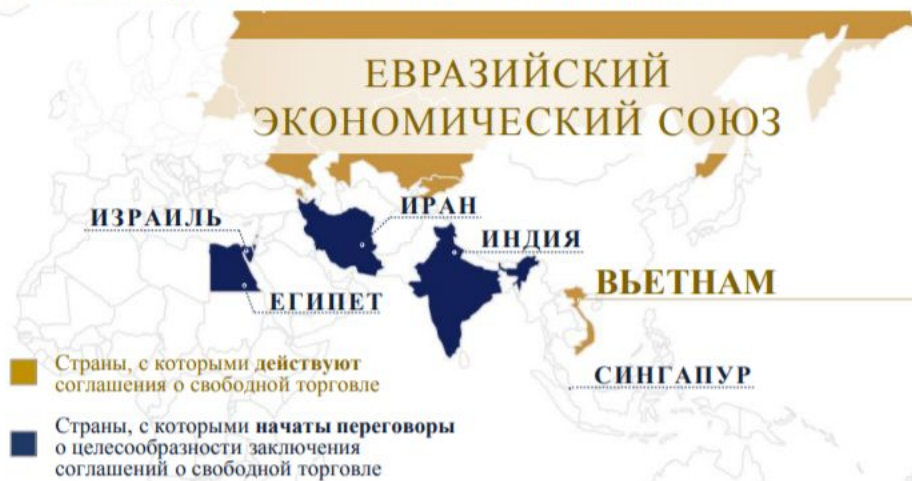 ЕВРАЗИЙСКИЙ
ЭКОНОМИЧЕСКИЙ СОЮЗ
ИЗРАИЛЬ
ИРАН
ИНДИЯ
ЕГИПЕТ
ВЬЕТНАМ
СИНГАПУР
Страны, с которыми действуют
соглашения о свободной торговле
Страны, с которыми начаты переговоры
о целесообразности заключения
соглашений о свободной торговле